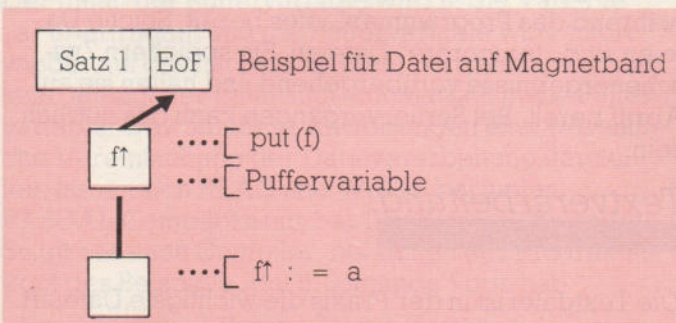 Satz 1 EoF Beispiel für Datei auf Magnetband
put (f)
f↑
Puffervariable
f↑ : = a